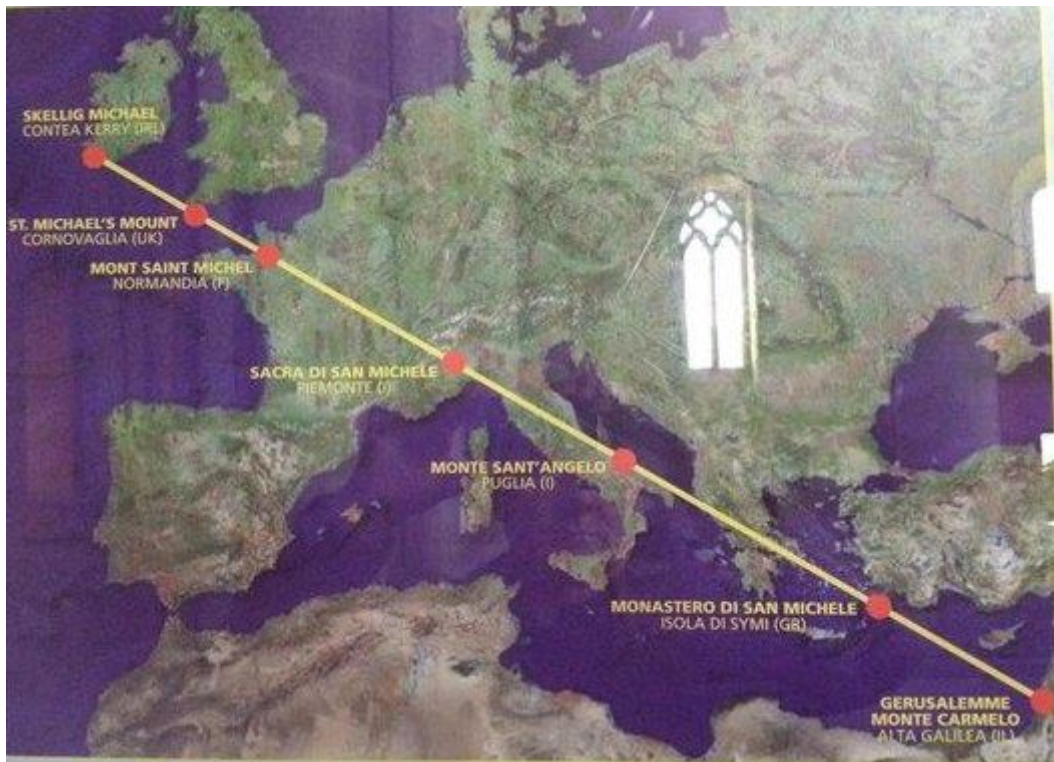 SKELLIG MICHAEL
CONTEA KERRY (IRL)
ST. MICHAEL'S MOUNT
CORNOVAGLIA (UK)
MONT SAINT MICHEL
NORMANDIA (F)
SACRA DI SAN MICHELE
PIEMONTE (I)
MONTE SANT'ANGELO
PUGLIA (I)
MONASTERO DI SAN MICHELE
ISOLA DI SYMI (GR)
GERUSALEMME
MONTE CARMELO
ALTA GALILEA (IL)